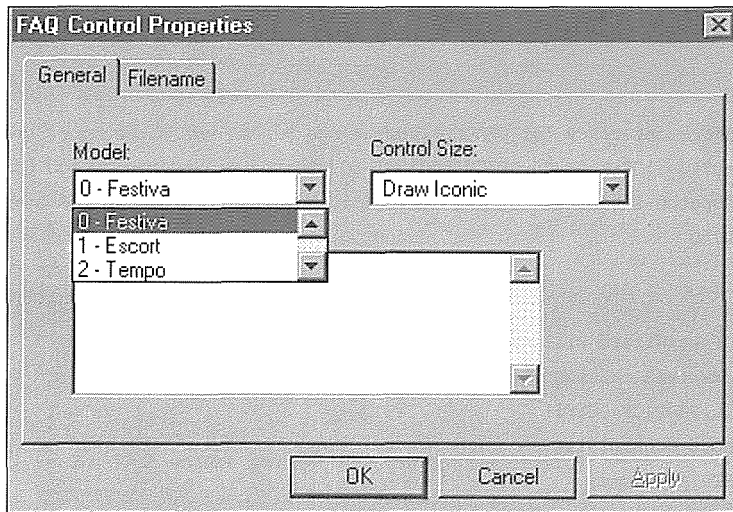 FAQ Control Properties
General
Filename
Model:
Control Size:
0 - Festiva
Draw Iconic
0 - Festiva
1 - Escort
2 - Tempo
OK
Cancel
Apply